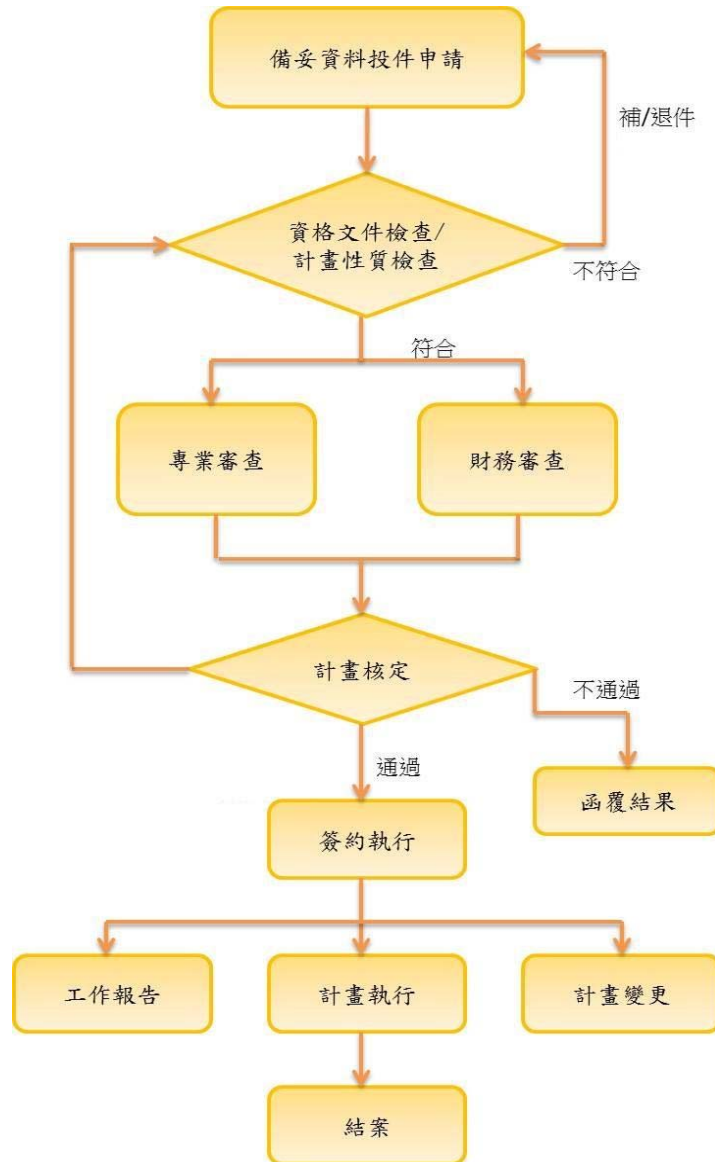 備妥資料投件申請
補/退件
資格文件檢查/
計畫性質檢查
不符合
符合
專業審查
財務審查
計畫核定
不通過
通過
函覆結果
簽約執行
工作報告
計畫執行
計畫變更
結案